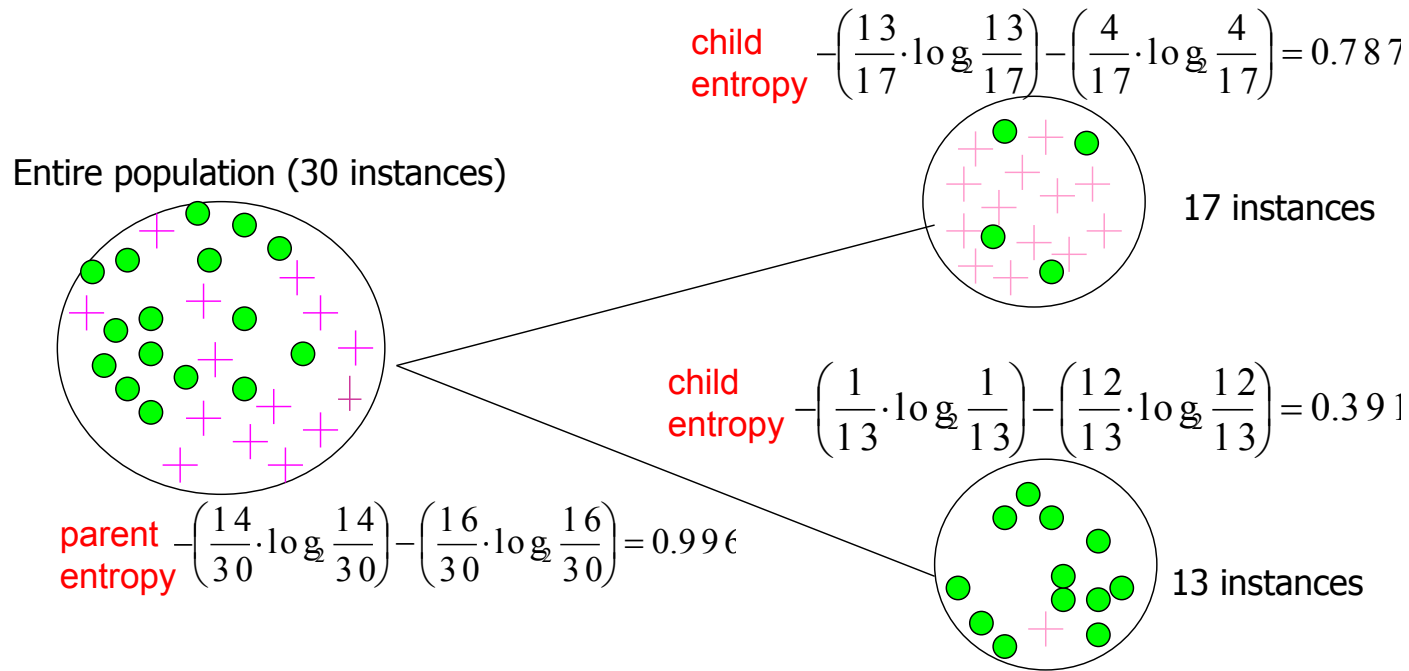 child
entropy
-(13/17 · log₂ 13/17) - (4/17 · log₂ 4/17) = 0.787
Entire population (30 instances)
17 instances
child
entropy
-(1/13 · log₂ 1/13) - (12/13 · log₂ 12/13) = 0.391
parent
entropy
-(14/30 · log₂ 14/30) - (16/30 · log₂ 16/30) = 0.996
13 instances